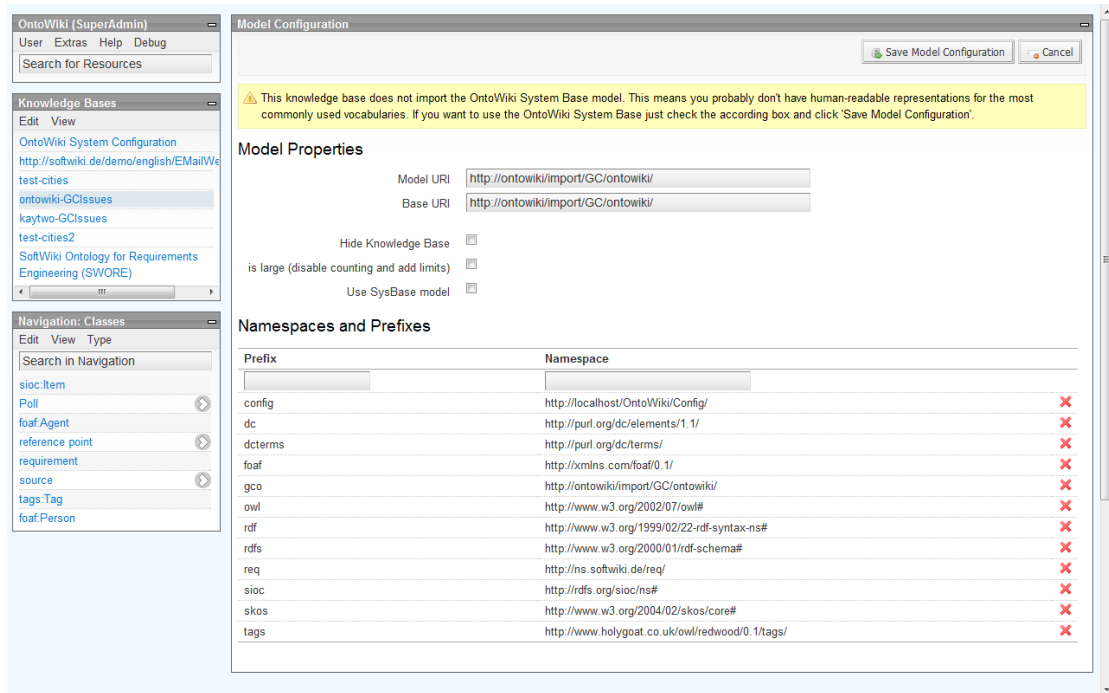 OntoWiki (SuperAdmin)
User Extras Help Debug
Search for Resources
Knowledge Bases
Edit View
OntoWiki System Configuration
http://softwiki.de/demo/english/EMailWe
test-cities
ontowiki-GCIssues
kaytwo-GCIssues
test-cities2
SoftWiki Ontology for Requirements
Engineering (SWORE)
Navigation: Classes
Edit View Type
Search in Navigation
sioc:Item
Poll
foaf:Agent
reference point
requirement
source
tags:Tag
foaf:Person
Model Configuration
Save Model Configuration Cancel
This knowledge base does not import the OntoWiki System Base model. This means you probably don't have human-readable representations for the most
commonly used vocabularies. If you want to use the OntoWiki System Base just check the according box and click 'Save Model Configuration'.
Model Properties
Model URI http://ontowiki/import/GC/ontowiki/
Base URI http://ontowiki/import/GC/ontowiki/
Hide Knowledge Base
is large (disable counting and add limits)
Use SysBase model
Namespaces and Prefixes
Prefix Namespace
config http://localhost/OntoWiki/Config/
dc http://purl.org/dc/elements/1.1/
dcterms http://purl.org/dc/terms/
foaf http://xmlns.com/foaf/0.1/
gco http://ontowiki/import/GC/ontowiki/
owl http://www.w3.org/2002/07/owl#
rdf http://www.w3.org/1999/02/22-rdf-syntax-ns#
rdfs http://www.w3.org/2000/01/rdf-schema#
req http://ns.softwiki.de/req/
sioc http://rdfs.org/sioc/ns#
skos http://www.w3.org/2004/02/skos/core#
tags http://www.holygoat.co.uk/owl/redwood/0.1/tags/